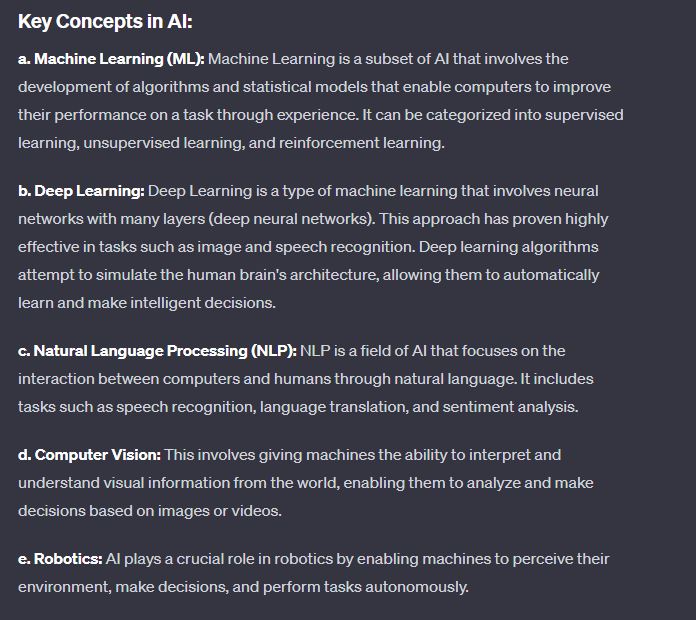 Key Concepts in AI:
a. Machine Learning (ML): Machine Learning is a subset of AI that involves the
development of algorithms and statistical models that enable computers to improve
their performance on a task through experience. It can be categorized into supervised
learning, unsupervised learning, and reinforcement learning.
b. Deep Learning: Deep Learning is a type of machine learning that involves neural
networks with many layers (deep neural networks). This approach has proven highly
effective in tasks such as image and speech recognition. Deep learning algorithms
attempt to simulate the human brain's architecture, allowing them to automatically
learn and make intelligent decisions.
c. Natural Language Processing (NLP): NLP is a field of AI that focuses on the
interaction between computers and humans through natural language. It includes
tasks such as speech recognition, language translation, and sentiment analysis.
d. Computer Vision: This involves giving machines the ability to interpret and
understand visual information from the world, enabling them to analyze and make
decisions based on images or videos.
e. Robotics: AI plays a crucial role in robotics by enabling machines to perceive their
environment, make decisions, and perform tasks autonomously.